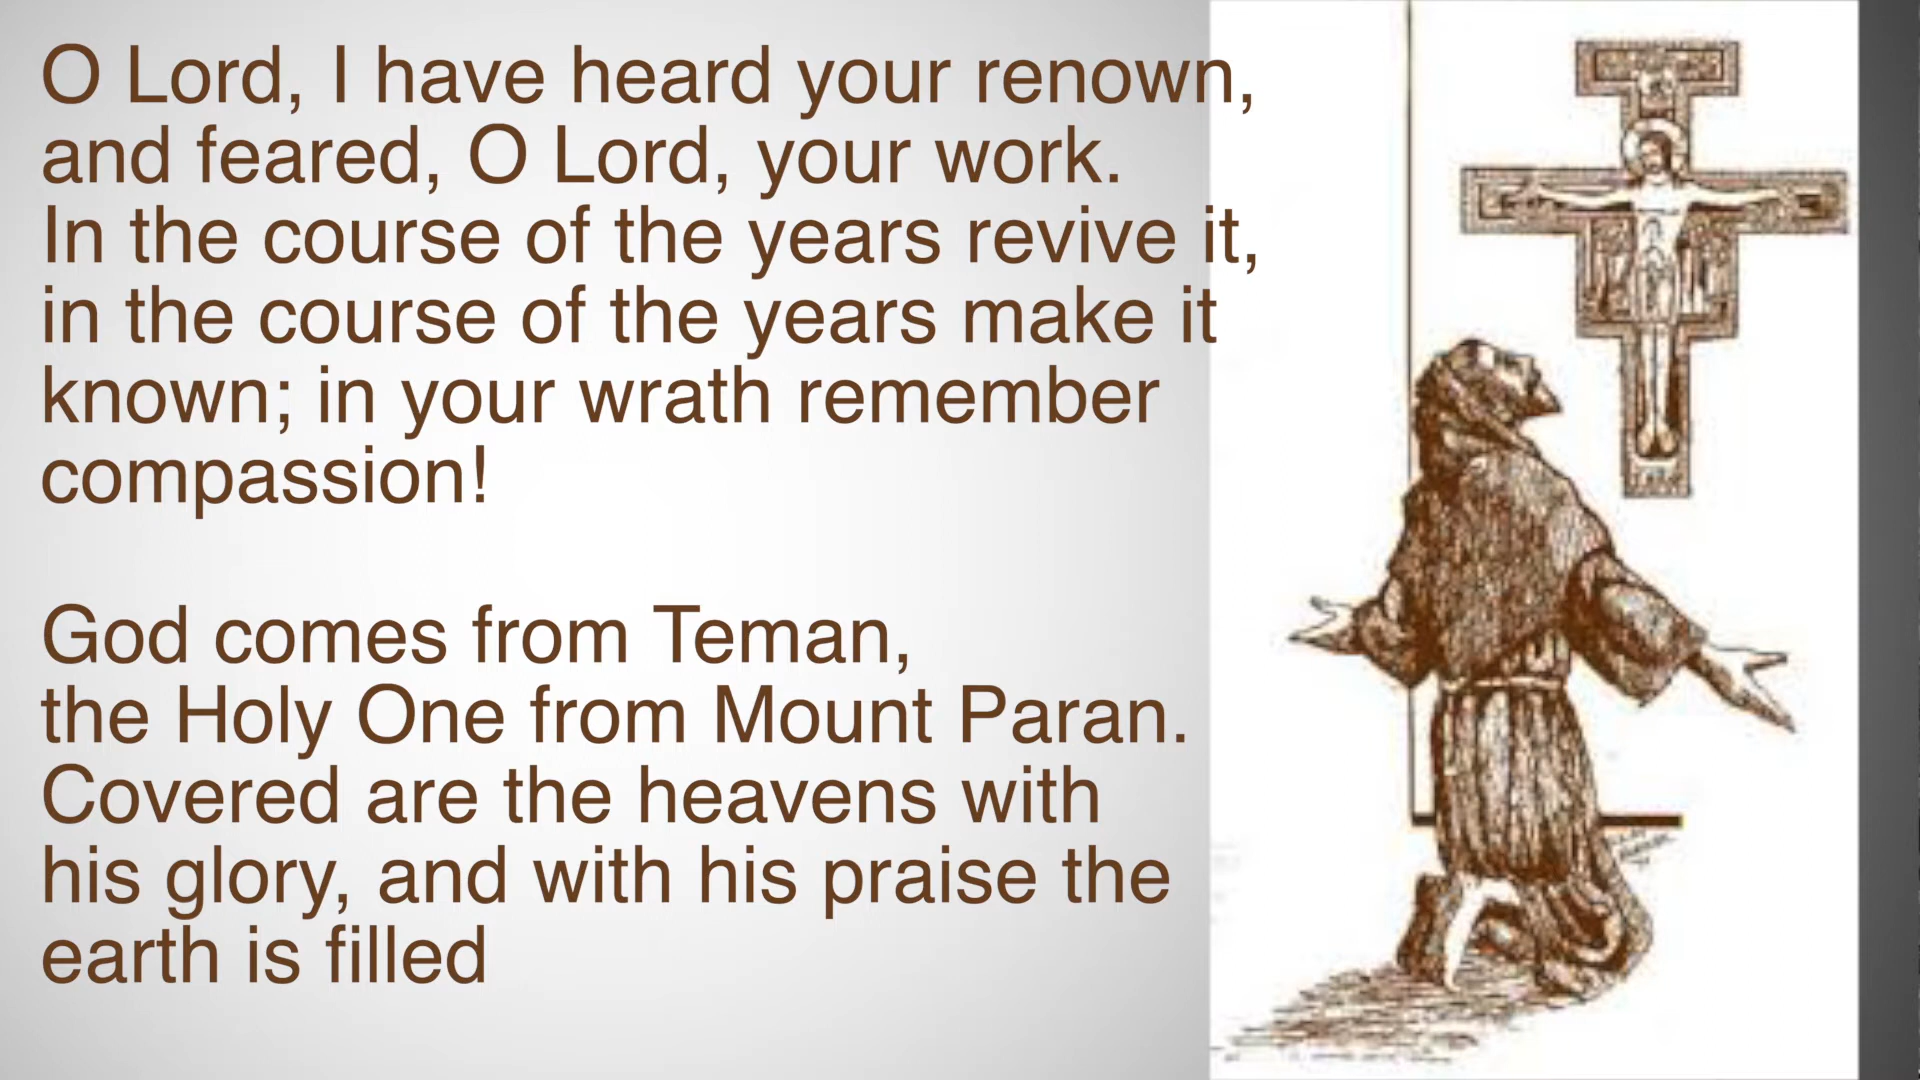 O Lord, I have heard your renown,
and feared, O Lord, your work.
In the course of the years revive it,
in the course of the years make it
known; in your wrath remember
compassion!
God comes from Teman,
the Holy One from Mount Paran.
Covered are the heavens with
his glory, and with his praise the
earth is filled